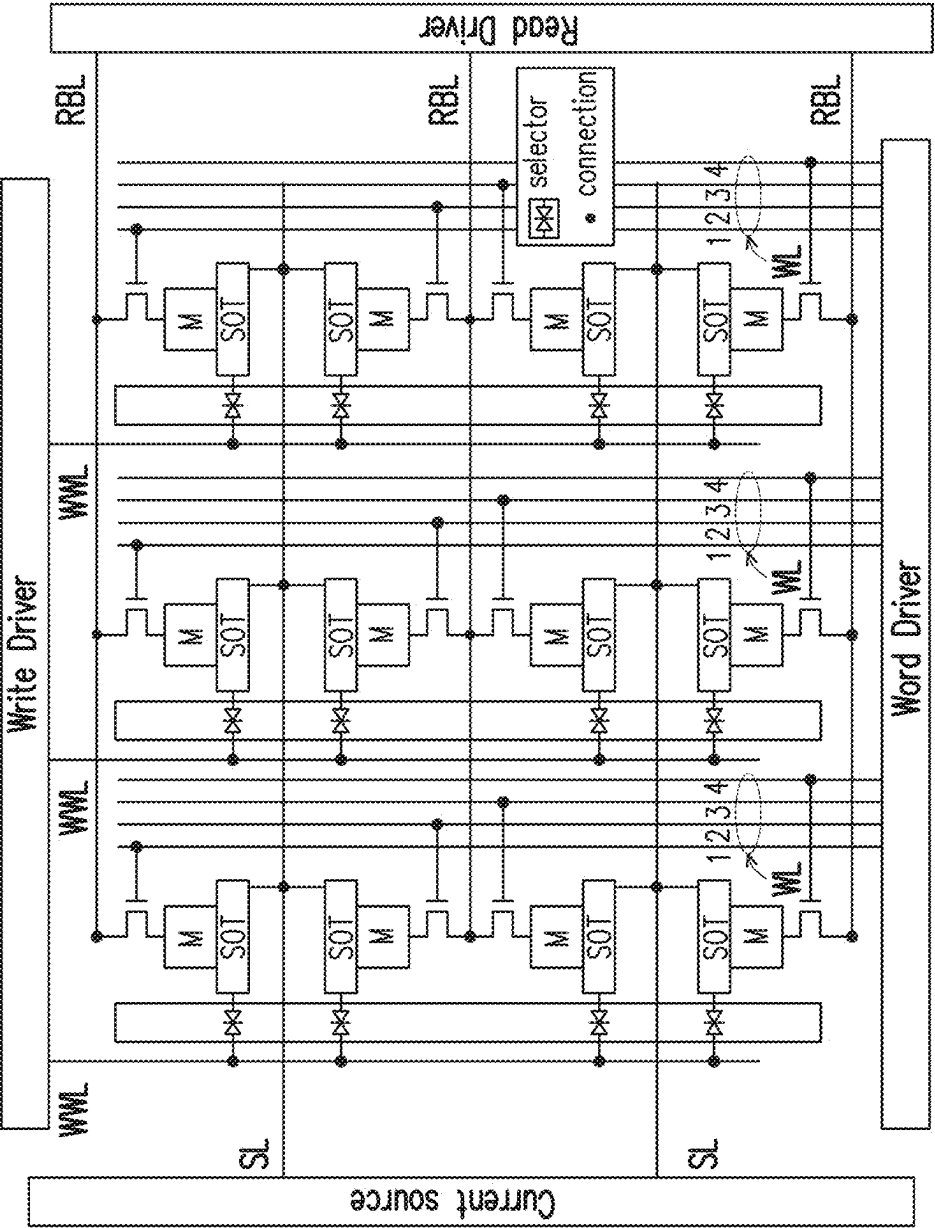 Write Driver
Read Driver
Current source
Word Driver
RBL
RBL
RBL
WWL
WWL
WWL
SL
SL
selector
connection
M
SOT
SOT
M
M
SOT
SOT
M
1 2 3 4
WL
M
SOT
SOT
M
M
SOT
SOT
M
1 2 3 4
WL
M
SOT
SOT
M
M
SOT
SOT
M
1 2 3 4
WL